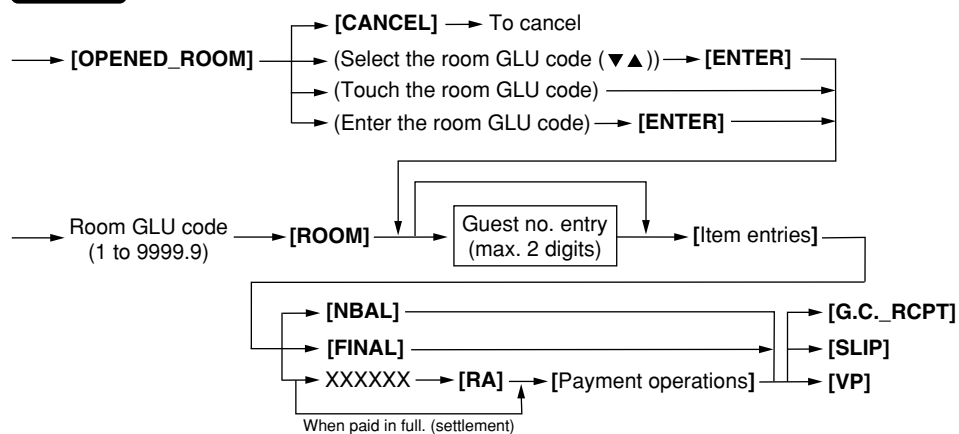 [CANCEL] To cancel
[OPENED_ROOM] (Select the room GLU code (▼▲)) [ENTER]
(Touch the room GLU code)
(Enter the room GLU code) [ENTER]
Room GLU code
(1 to 9999.9)
[ROOM]
Guest no. entry
(max. 2 digits)
[Item entries]
[NBAL]
[FINAL]
XXXXXX [RA] [Payment operations]
When paid in full. (settlement)
[G.C._RCPT]
[SLIP]
[VP]